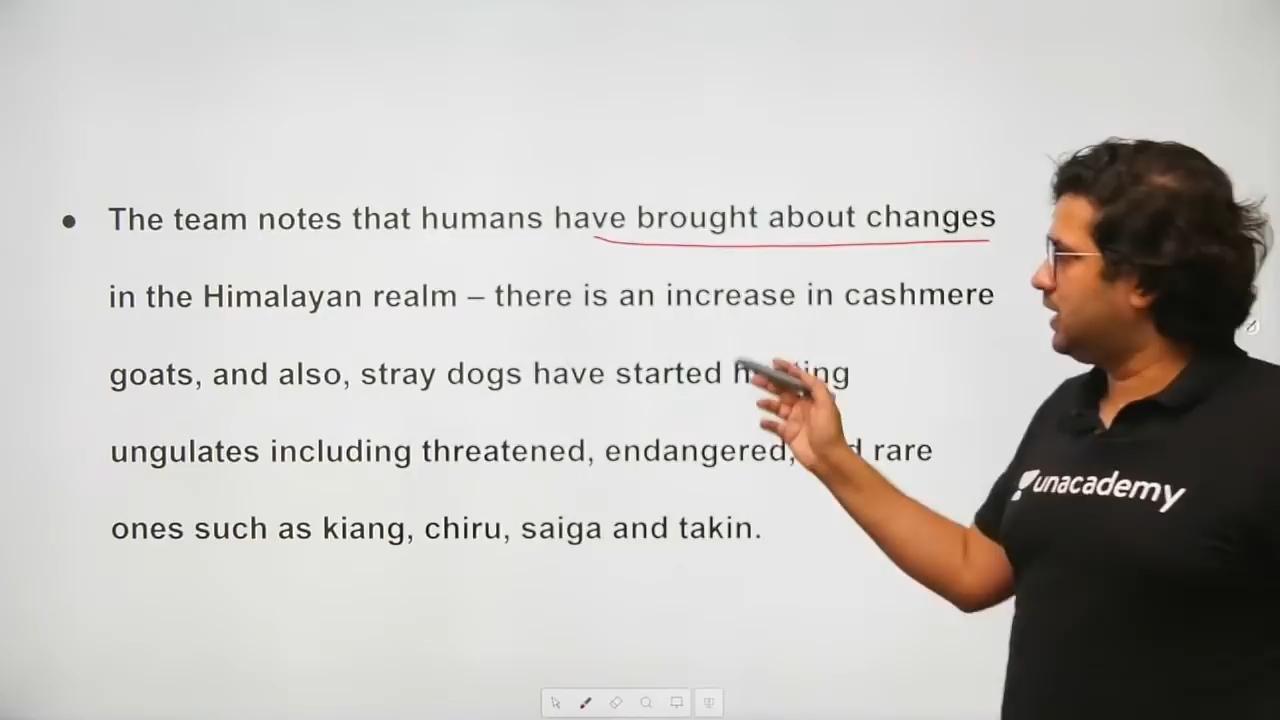 The team notes that humans have brought about changes
in the Himalayan realm – there is an increase in cashmere
goats, and also, stray dogs have started
ungulates including threatened, endangered, rare
ones such as kiang, chiru, saiga and takin.
unacademy